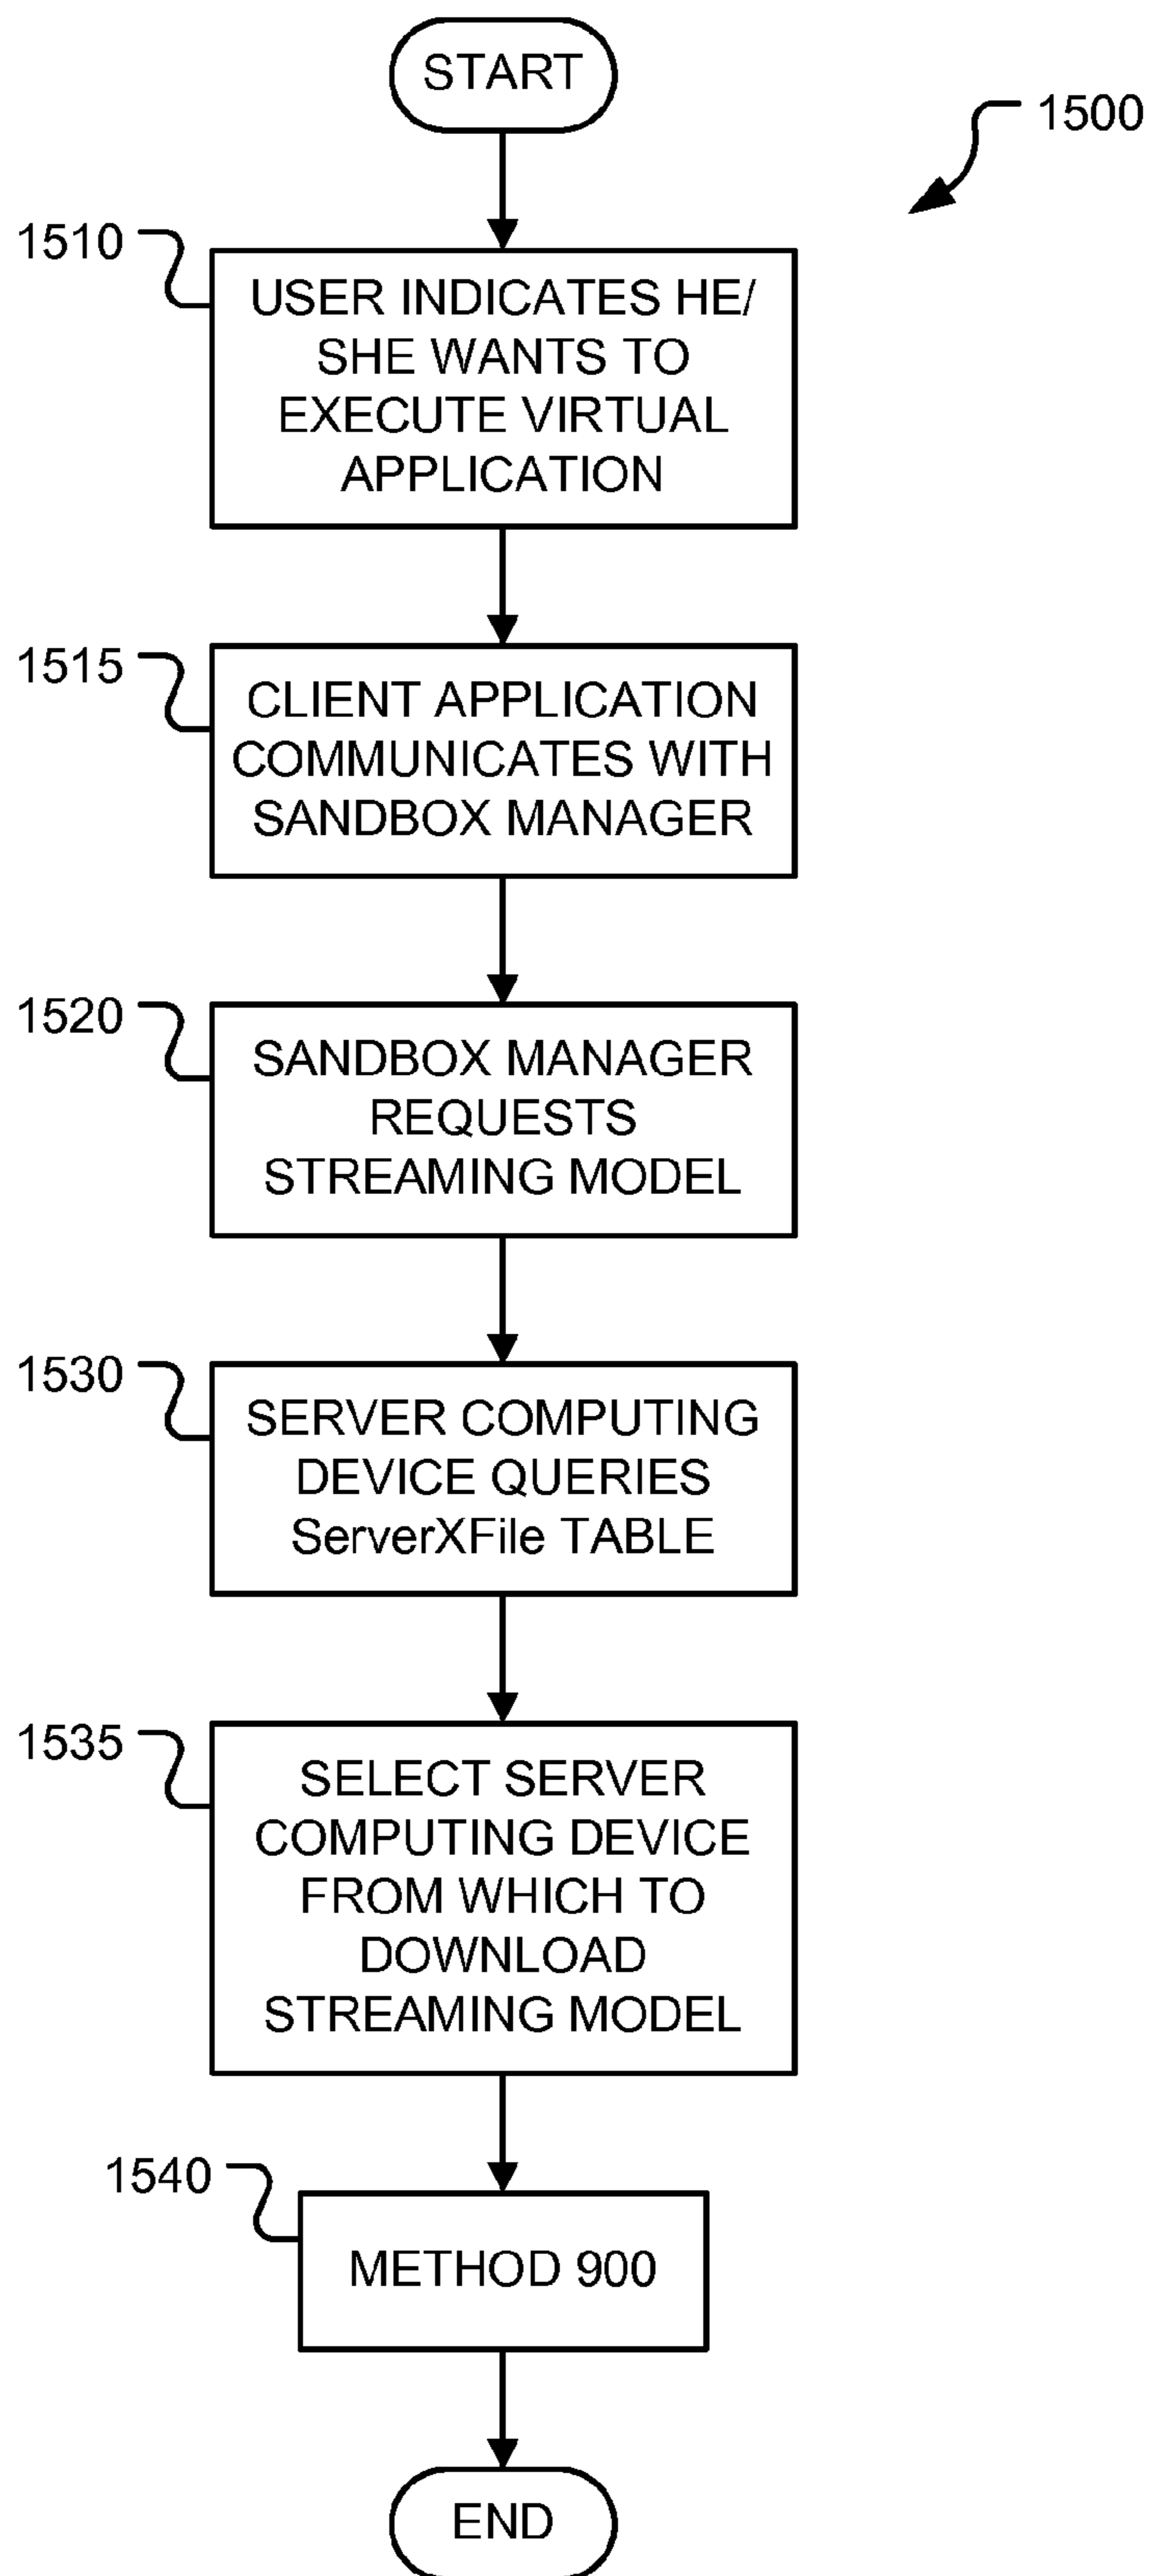 START
1500
1510
USER INDICATES HE/
SHE WANTS TO
EXECUTE VIRTUAL
APPLICATION
1515
CLIENT APPLICATION
COMMUNICATES WITH
SANDBOX MANAGER
1520
SANDBOX MANAGER
REQUESTS
STREAMING MODEL
1530
SERVER COMPUTING
DEVICE QUERIES
ServerXFile TABLE
1535
SELECT SERVER
COMPUTING DEVICE
FROM WHICH TO
DOWNLOAD
STREAMING MODEL
1540
METHOD 900
END